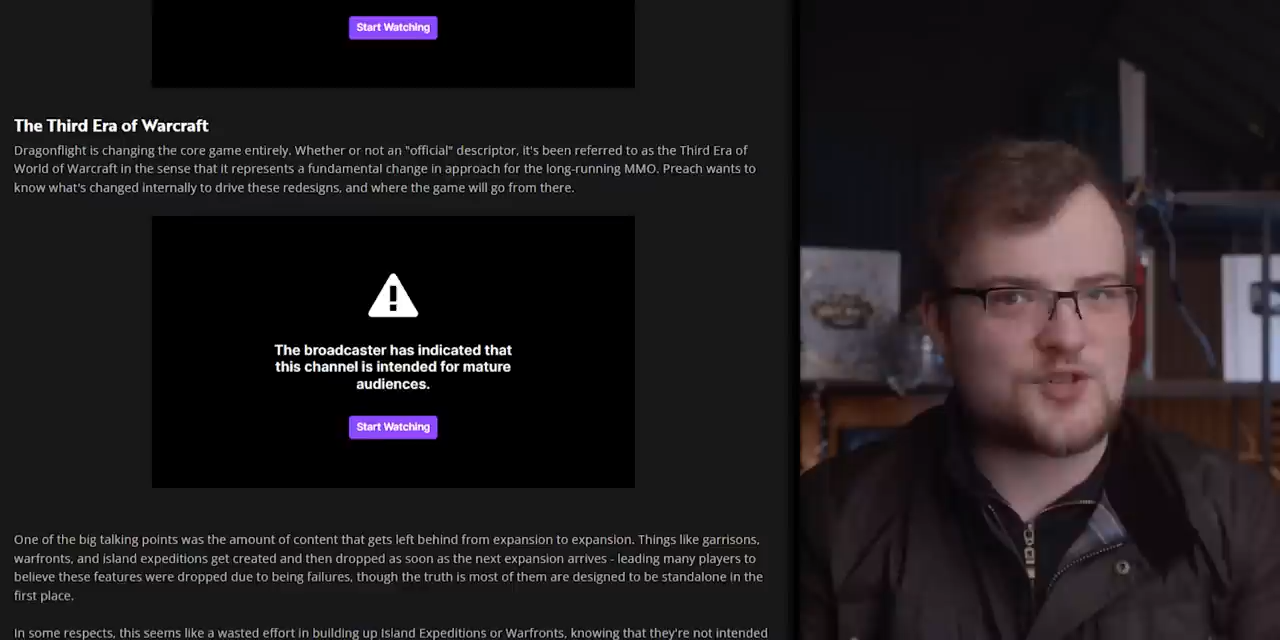 Start Watching
The Third Era of Warcraft
Dragonflight is changing the core game entirely. Whether or not an "official" descriptor, it's been referred to as the Third Era of
World of Warcraft in the sense that it represents a fundamental change in approach for the long-running MMO. Preach wants to
know what's changed internally to drive these redesigns, and where the game will go from there.
The broadcaster has indicated that
this channel is intended for mature
audiences.
Start Watching
One of the big talking points was the amount of content that gets left behind from expansion to expansion. Things like garrisons,
warfronts, and island expeditions get created and then dropped as soon as the next expansion arrives - leading many players to
believe these features were dropped due to being failures, though the truth is most of them are designed to be standalone in the
first place.
In some respects, this seems like a wasted effort in building up Island Expeditions or Warfronts, knowing that they're not intended